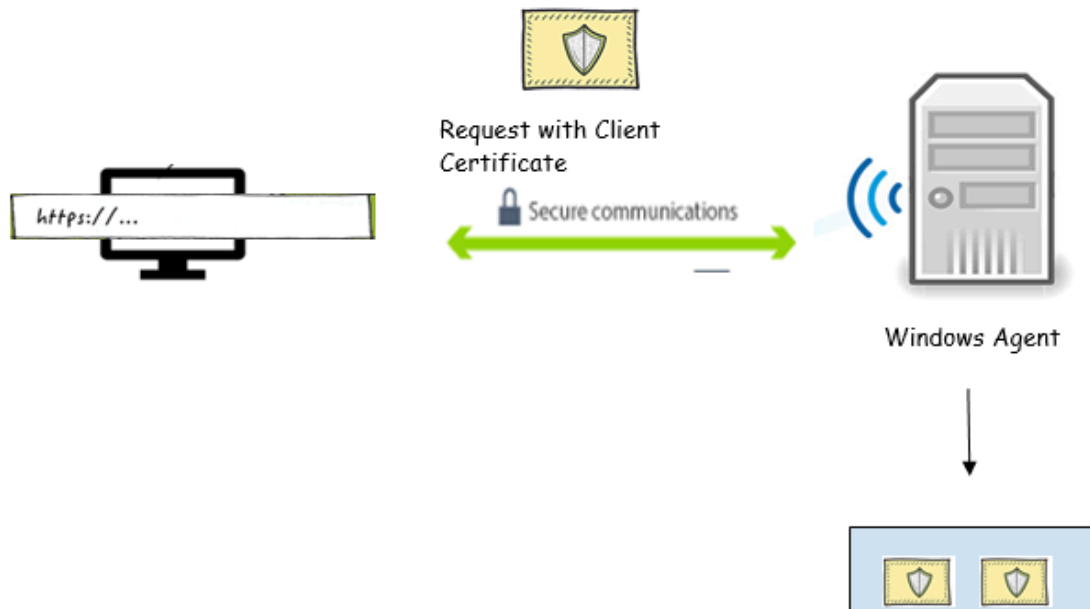 Request with Client
Certificate
https://...
Secure communications
Windows Agent